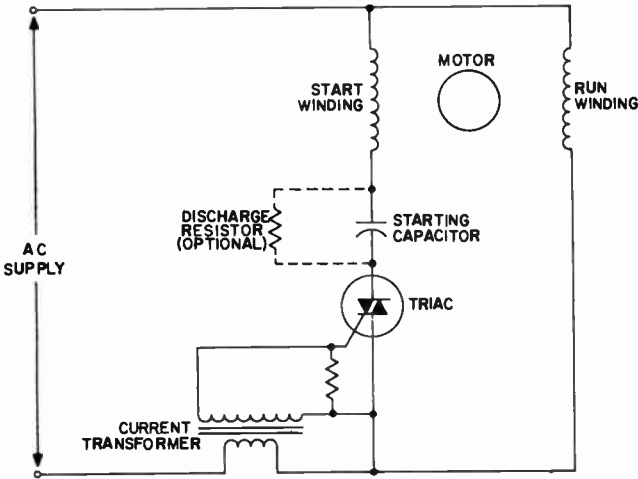 MOTOR
START
WINDING
RUN
WINDING
DISCHARGE
RESISTOR
(OPTIONAL)
STARTING
CAPACITOR
AC
SUPPLY
TRIAC
CURRENT
TRANSFORMER